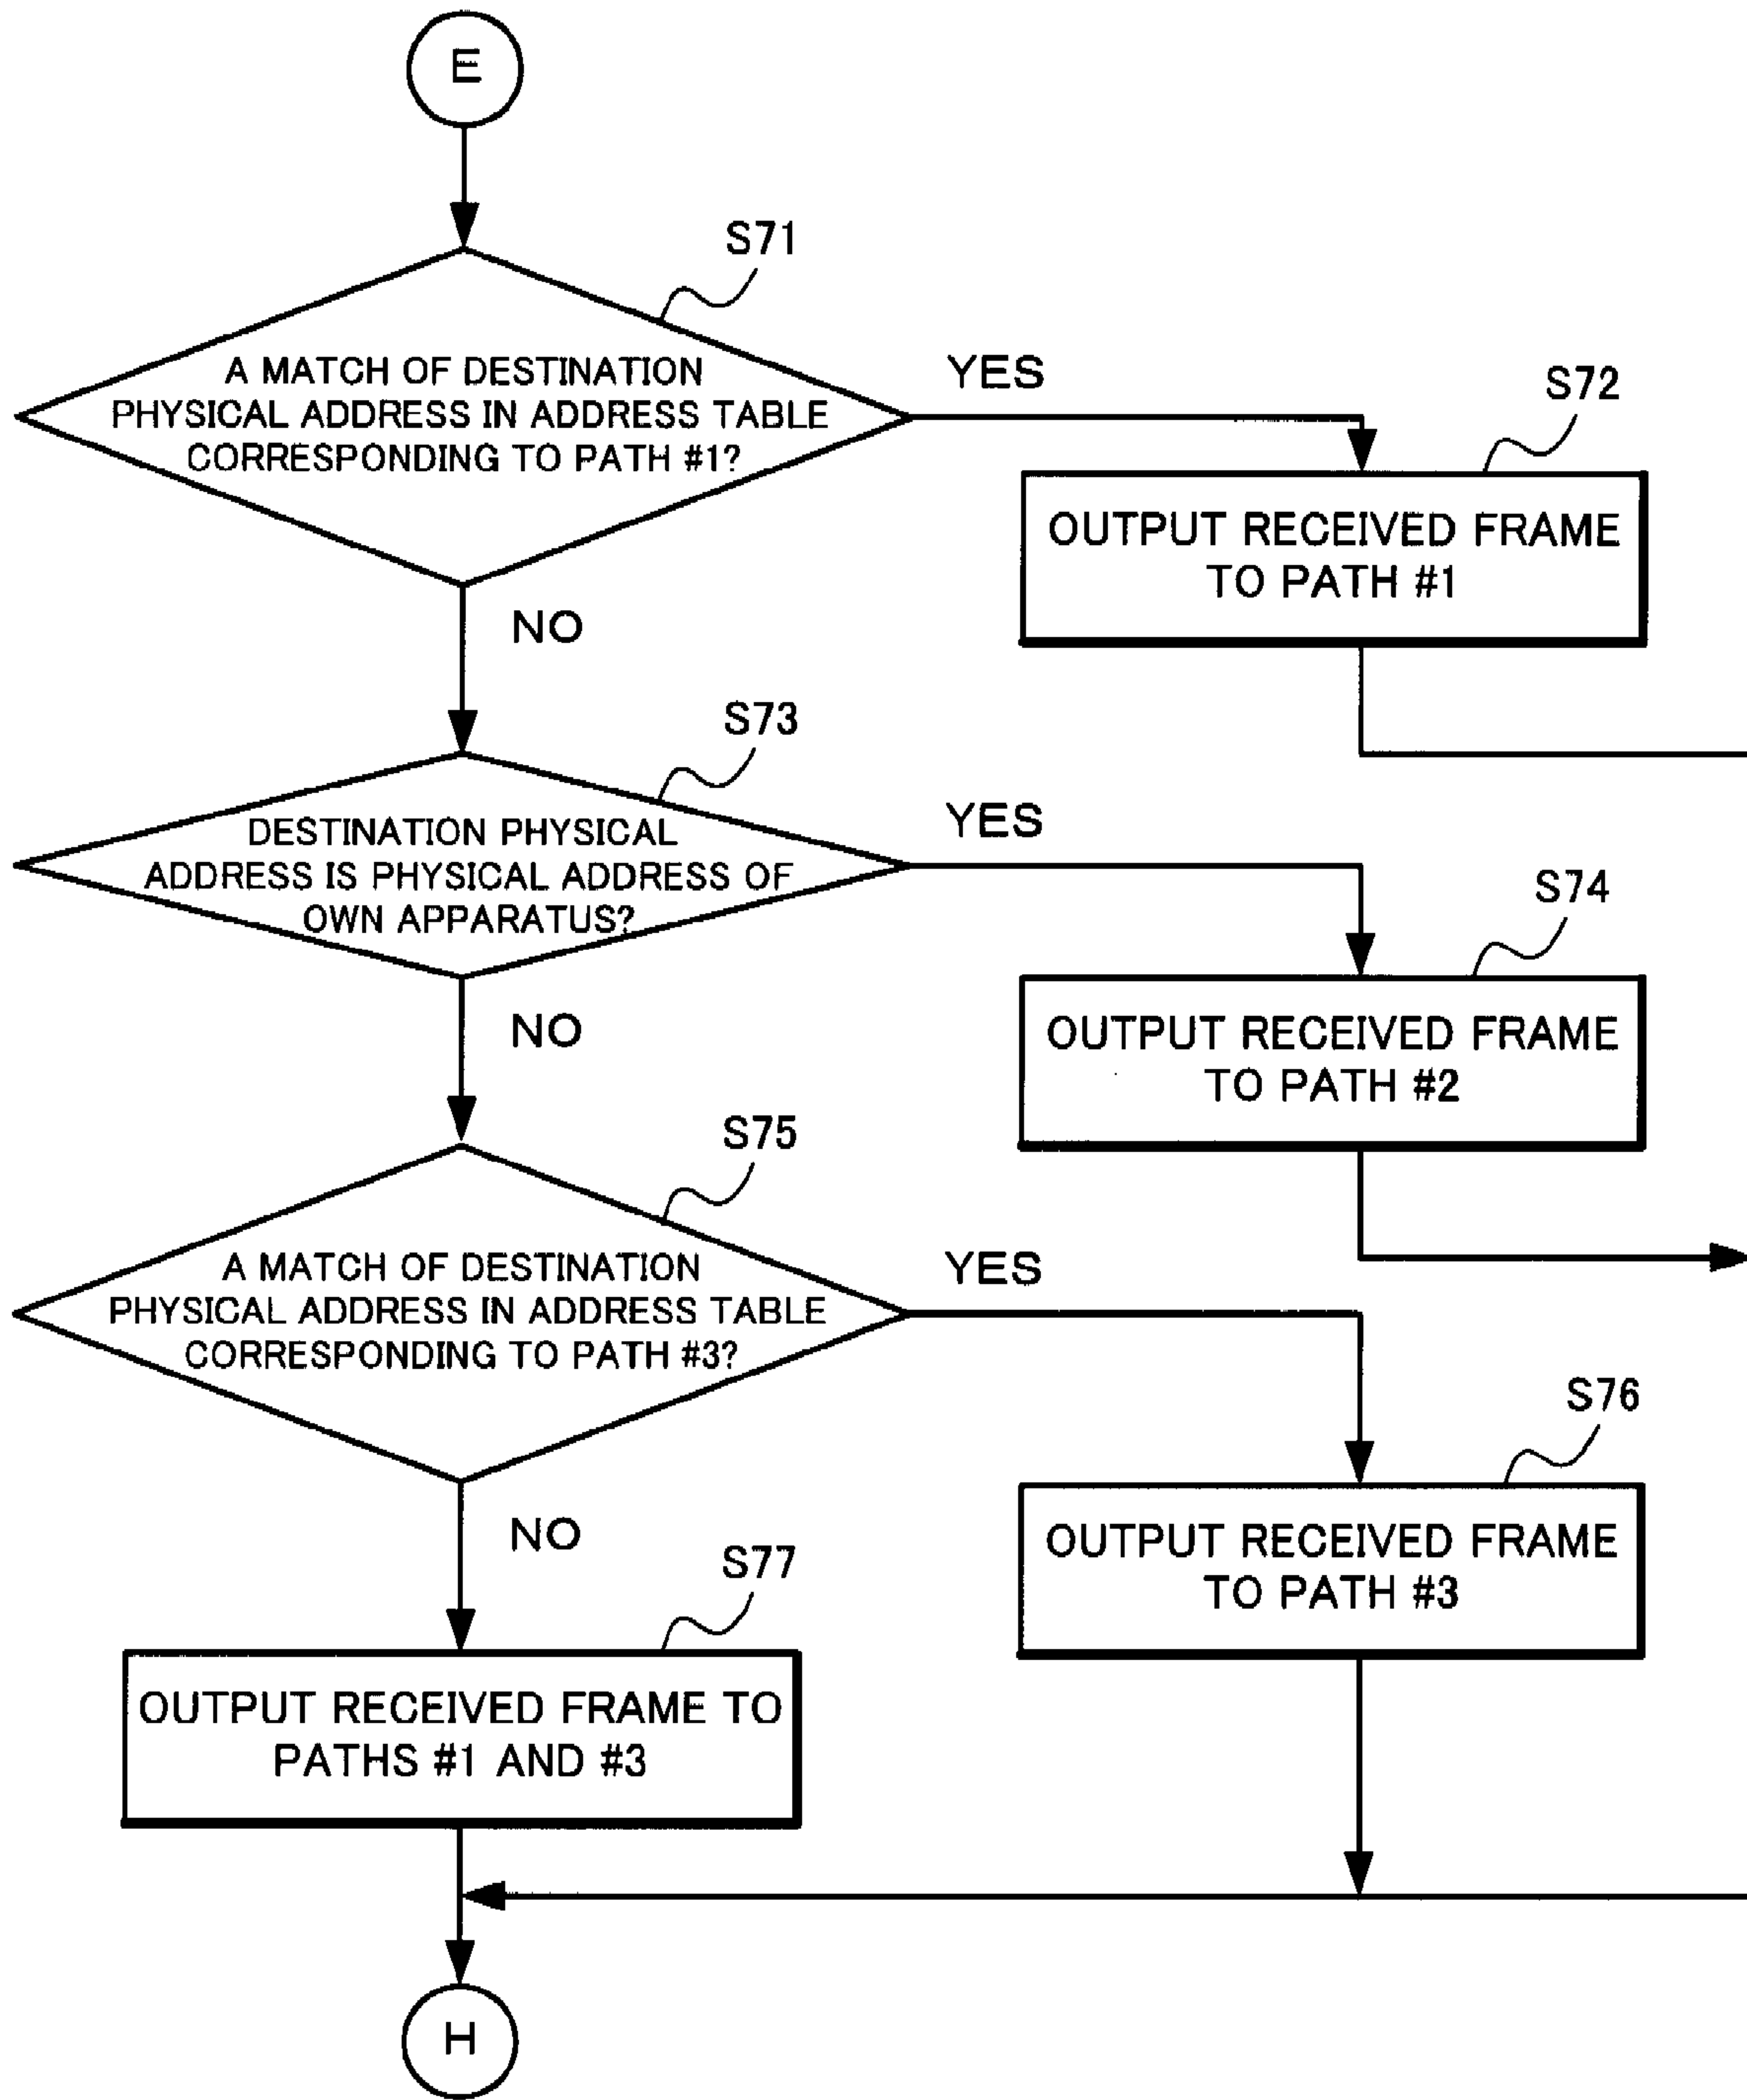 E
S71
A MATCH OF DESTINATION
PHYSICAL ADDRESS IN ADDRESS TABLE
CORRESPONDING TO PATH #1?
YES
S72
OUTPUT RECEIVED FRAME
TO PATH #1
NO
S73
DESTINATION PHYSICAL
ADDRESS IS PHYSICAL ADDRESS OF
OWN APPARATUS?
YES
S74
OUTPUT RECEIVED FRAME
TO PATH #2
NO
S75
A MATCH OF DESTINATION
PHYSICAL ADDRESS IN ADDRESS TABLE
CORRESPONDING TO PATH #3?
YES
S76
OUTPUT RECEIVED FRAME
TO PATH #3
NO
S77
OUTPUT RECEIVED FRAME TO
PATHS #1 AND #3
H